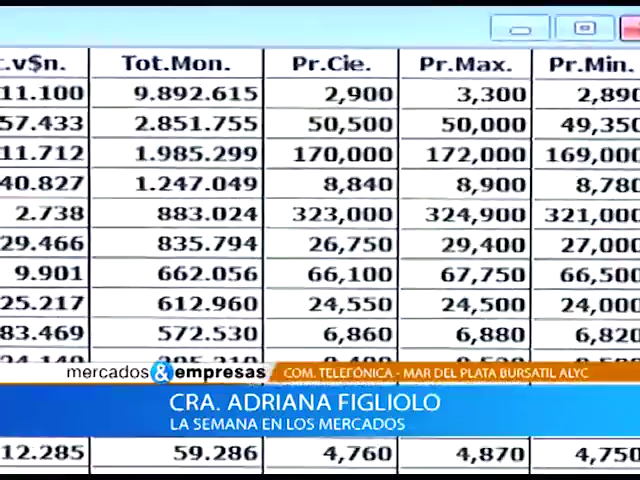 .v$n. Tot.Mon. Pr.Cie. Pr.Max. Pr.Min.
11.100 9.892.615 2,900 3,300 2,890
57.433 2.851.755 50,500 50,000 49,350
11.712 1.985.299 170,000 172,000 169,000
40.827 1.247.049 8,840 8,900 8,780
2.738 883.024 323,000 324,900 321,000
29.466 835.794 26,750 29,400 27,000
9.901 662.056 66,100 67,750 66,500
25.217 612.960 24,550 24,500 24,000
83.469 572.530 6,860 6,880 6,820
mercados&empresas COM. TELEFÓNICA - MAR DEL PLATA BURSATIL ALYC
CRA. ADRIANA FIGLIOLO
LA SEMANA EN LOS MERCADOS
12.285 59.286 4,760 4,870 4,750